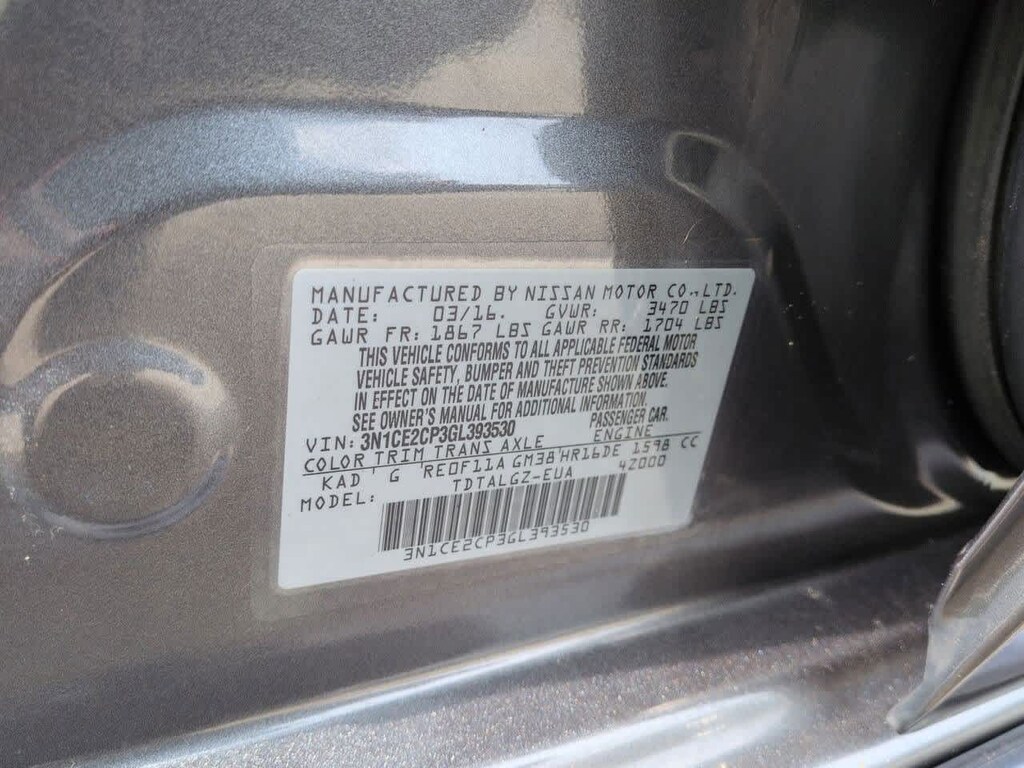 MANUFACTURED BY NISSAN MOTOR CO.,LTD.
DATE: 03/16. GVWR: 3470 LBS
GAWR FR: 1867 LBS GAWR RR: 1704 LBS
THIS VEHICLE CONFORMS TO ALL APPLICABLE FEDERAL MOTOR
VEHICLE SAFETY, BUMPER AND THEFT PREVENTION STANDARDS
IN EFFECT ON THE DATE OF MANUFACTURE SHOWN ABOVE.
SEE OWNER'S MANUAL FOR ADDITIONAL INFORMATION.
VIN: 3N1CE2CP3GL393530 PASSENGER CAR.
COLOR TRIM TRANS AXLE ENGINE
KAD ' G 'RE0F11A GM38'HR16DE 1598 CC
MODEL: TDTALGZ-EUA 4Z000
3N1CE2CP3GL393530